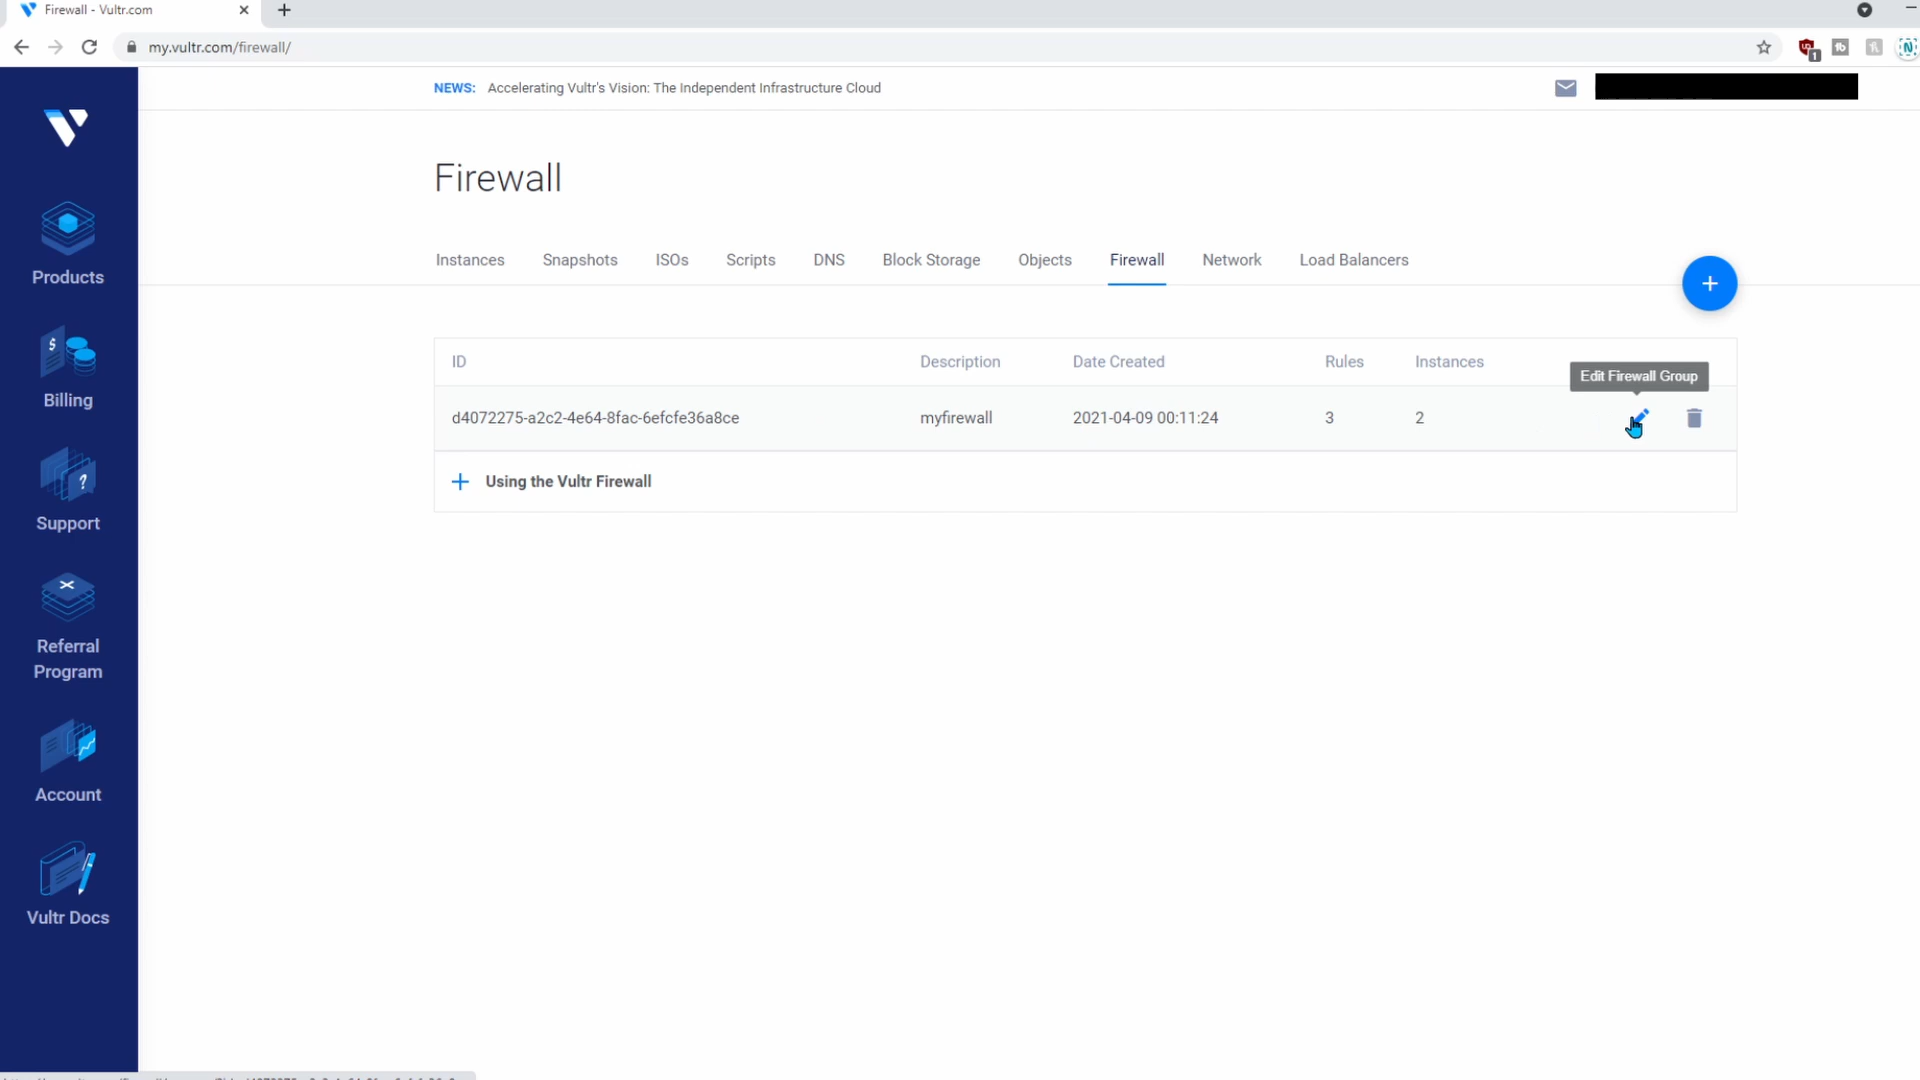 Firewall - Vultr.com
my.vultr.com/firewall/
1
NEWS: Accelerating Vultr's Vision: The Independent Infrastructure Cloud
Firewall
Instances Snapshots ISOs Scripts DNS Block Storage Objects Firewall Network Load Balancers
+
ID Description Date Created Rules Instances
Edit Firewall Group
d4072275-a2c2-4e64-8fac-6efcfe36a8ce myfirewall 2021-04-09 00:11:24 3 2
+ Using the Vultr Firewall
Products
Billing
Support
Referral
Program
Account
Vultr Docs